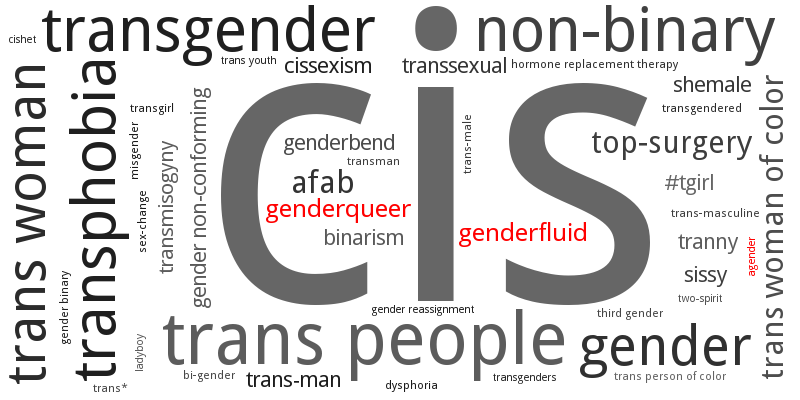 transgender
non-binary
cishet
trans youth
cissexism
transsexual
hormone replacement therapy
trans woman
transphobia
cis
shemale
transgendered
transgirl
misgender
transmisogyny
gender non-conforming
genderbend
transman
trans-male
top-surgery
trans woman of color
afab
#tgirl
genderqueer
sex-change
binarism
genderfluid
trans-masculine
tranny
agender
sissy
two-spirit
gender binary
gender reassignment
third gender
trans people
gender
ladyboy
bi-gender
trans-man
dysphoria
transgenders
trans person of color
trans*